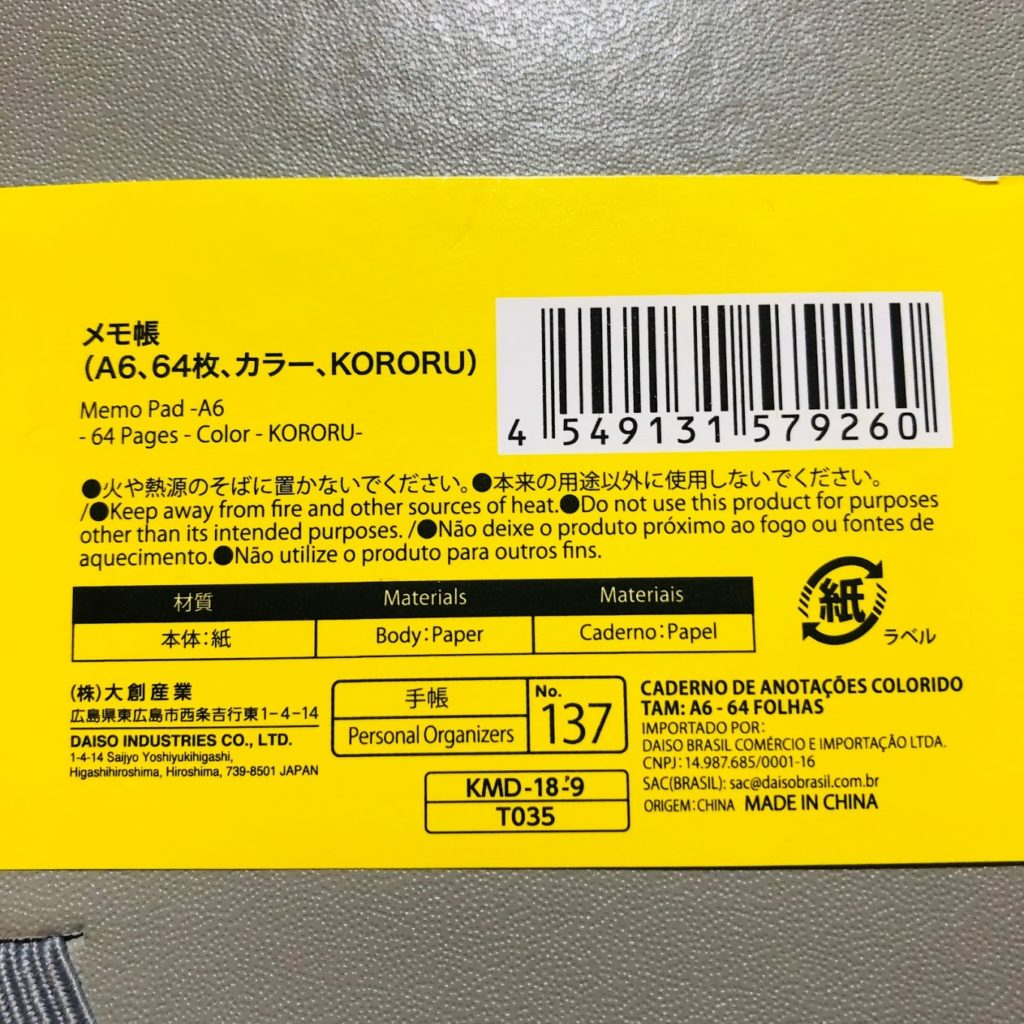 メモ帳
(A6、64枚、カラー、KORORU)
Memo Pad -A6
- 64 Pages - Color - KORORU-
4 549131 579260
●火や熱源のそばに置かないでください。●本来の用途以外に使用しないでください。
/●Keep away from fire and other sources of heat.●Do not use this product for purposes
other than its intended purposes. /●Não deixe o produto próximo ao fogo ou fontes de
aquecimento.●Não utilize o produto para outros fins.
材質 Materials Materiais
本体:紙 Body:Paper Caderno:Papel
紙 ラベル
(株)大創産業
広島県東広島市西条吉行東1-4-14
DAISO INDUSTRIES CO., LTD.
1-4-14 Saijyo Yoshiyukihigashi,
Higashihiroshima, Hiroshima, 739-8501 JAPAN
手帳
Personal Organizers
No.
137
KMD-18-'9
T035
CADERNO DE ANOTAÇÕES COLORIDO
TAM: A6 - 64 FOLHAS
IMPORTADO POR:
DAISO BRASIL COMÉRCIO E IMPORTAÇÃO LTDA.
CNPJ: 14.987.685/0001-16
SAC(BRASIL): sac@daisobrasil.com.br
ORIGEM: CHINA MADE IN CHINA